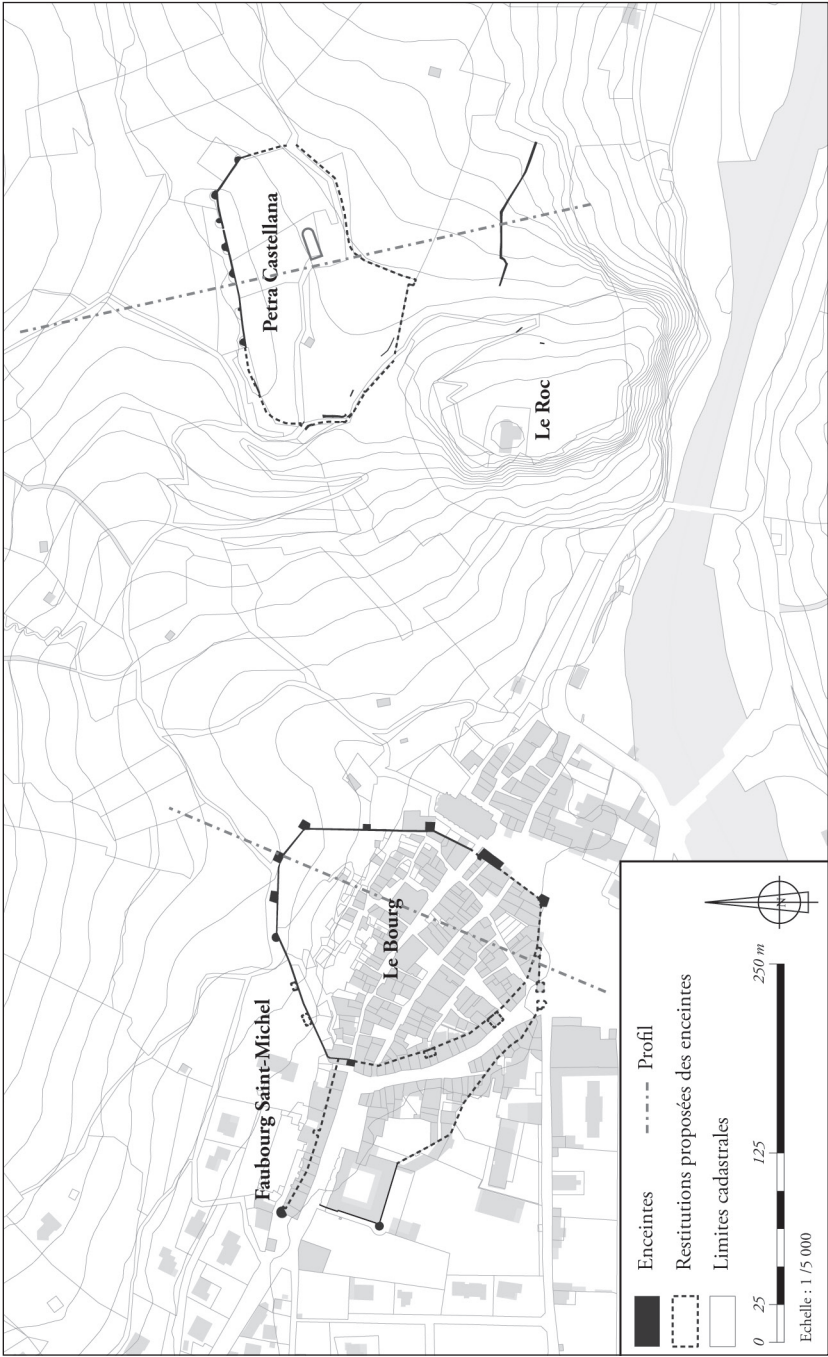 Petra Castellana
Le Roc
Faubourg Saint-Michel
Le Bourg
Enceintes
Profil
Restitutions proposées des enceintes
Limites cadastrales
0 25 125 250 m
Echelle : 1 /5 000
N